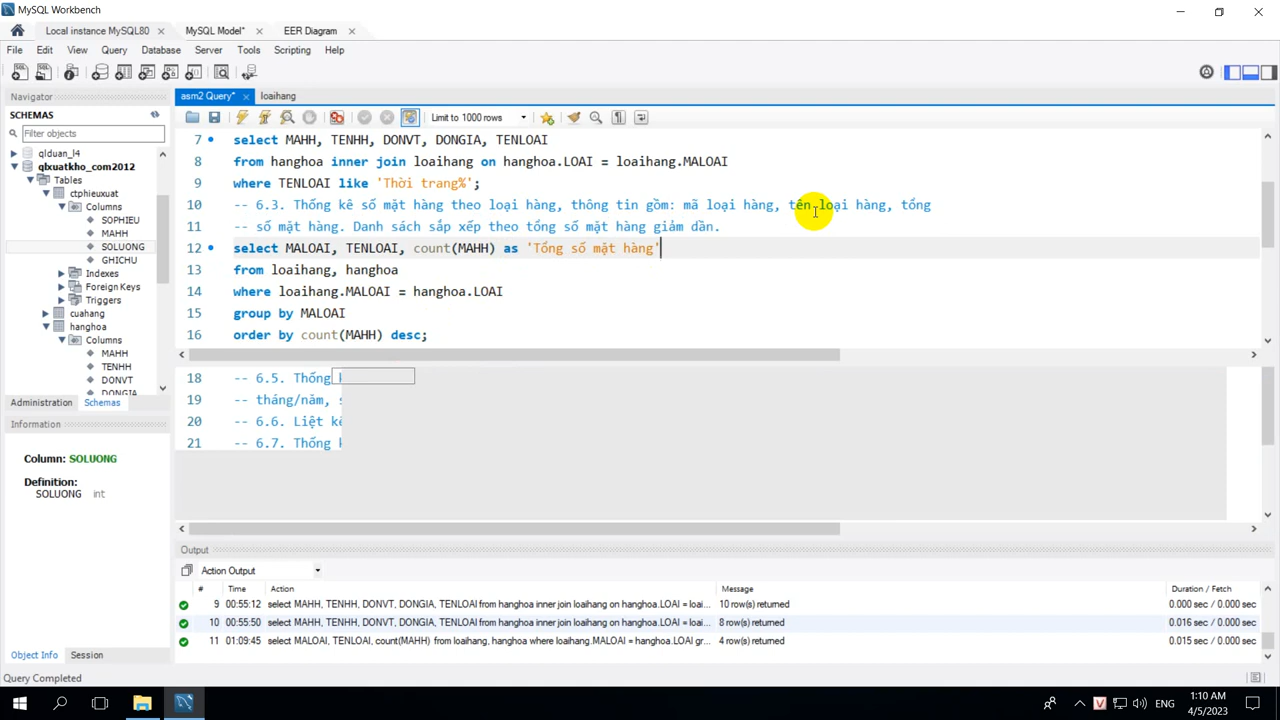 MySQL Workbench
Local instance MySQL80
MySQL Model*
EER Diagram
File Edit View Query Database Server Tools Scripting Help
Navigator
SCHEMAS
Filter objects
qlduan_l4
qlxuatkho_com2012
Tables
ctphieuxuat
Columns
SOPHIEU
MAHH
SOLUONG
GHICHU
Indexes
Foreign Keys
Triggers
cuahang
hanghoa
Columns
MAHH
TENHH
DONVT
DONGIA
Administration Schemas
Information
Column: SOLUONG
Definition:
SOLUONG int
Object Info Session
Query Completed
asm2 Query* loaihang
Limit to 1000 rows
7 select MAHH, TENHH, DONVT, DONGIA, TENLOAI
8 from hanghoa inner join loaihang on hanghoa.LOAI = loaihang.MALOAI
9 where TENLOAI like 'Thời trang%';
10 -- 6.3. Thống kê số mặt hàng theo loại hàng, thông tin gồm: mã loại hàng, tên loại hàng, tổng
11 -- số mặt hàng. Danh sách sắp xếp theo tổng số mặt hàng giảm dần.
12 select MALOAI, TENLOAI, count(MAHH) as 'Tổng số mặt hàng'
13 from loaihang, hanghoa
14 where loaihang.MALOAI = hanghoa.LOAI
15 group by MALOAI
16 order by count(MAHH) desc;
18 -- 6.5. Thống
19 -- tháng/năm,
20 -- 6.6. Liệt
21 -- 6.7. Thống
Output
Action Output
# Time Action Message Duration / Fetch
9 00:55:12 select MAHH, TENHH, DONVT, DONGIA, TENLOAI from hanghoa inner join loaihang on hanghoa.LOAI = loai... 10 row(s) returned 0.000 sec / 0.000 sec
10 00:55:50 select MAHH, TENHH, DONVT, DONGIA, TENLOAI from hanghoa inner join loaihang on hanghoa.LOAI = loai... 8 row(s) returned 0.016 sec / 0.000 sec
11 01:09:45 select MALOAI, TENLOAI, count(MAHH) from loaihang, hanghoa where loaihang.MALOAI = hanghoa.LOAI gr... 4 row(s) returned 0.015 sec / 0.000 sec
ENG
1:10 AM
4/5/2023